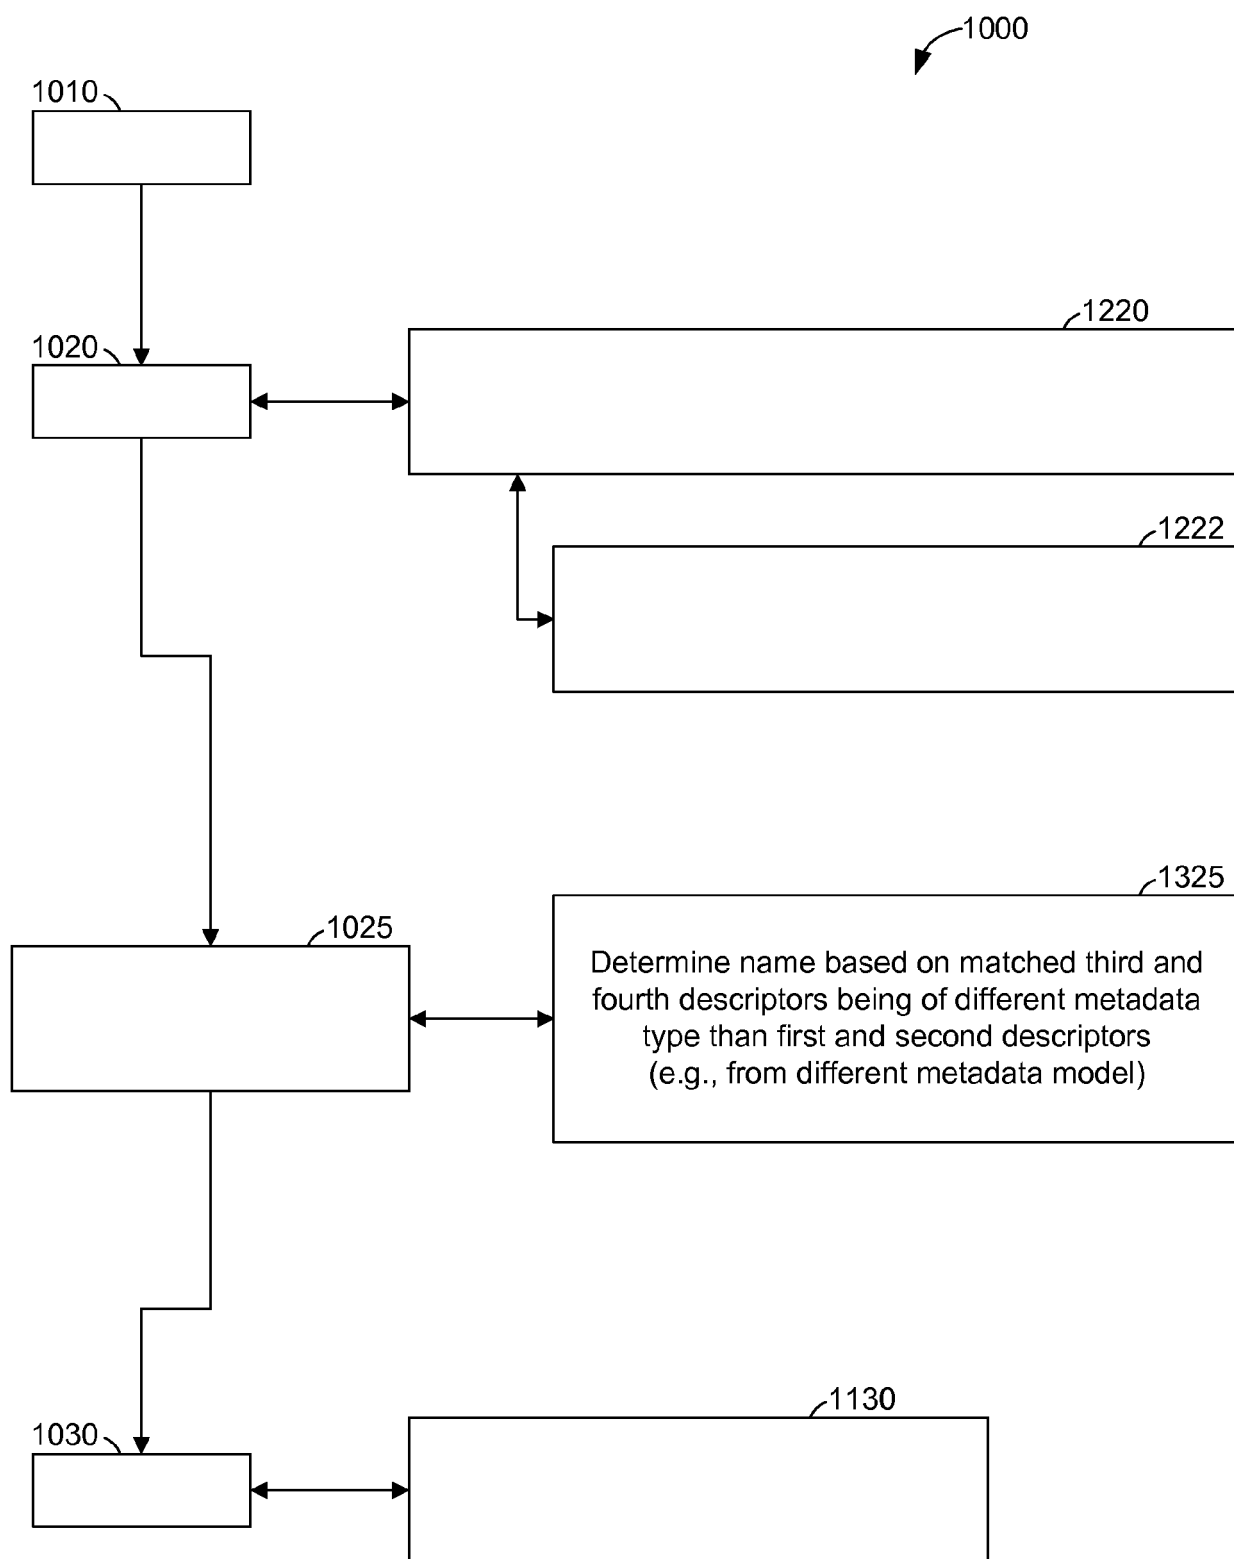 1000
1010
1220
1020
1222
1325
1025
Determine name based on matched third and
fourth descriptors being of different metadata
type than first and second descriptors
(e.g., from different metadata model)
1130
1030